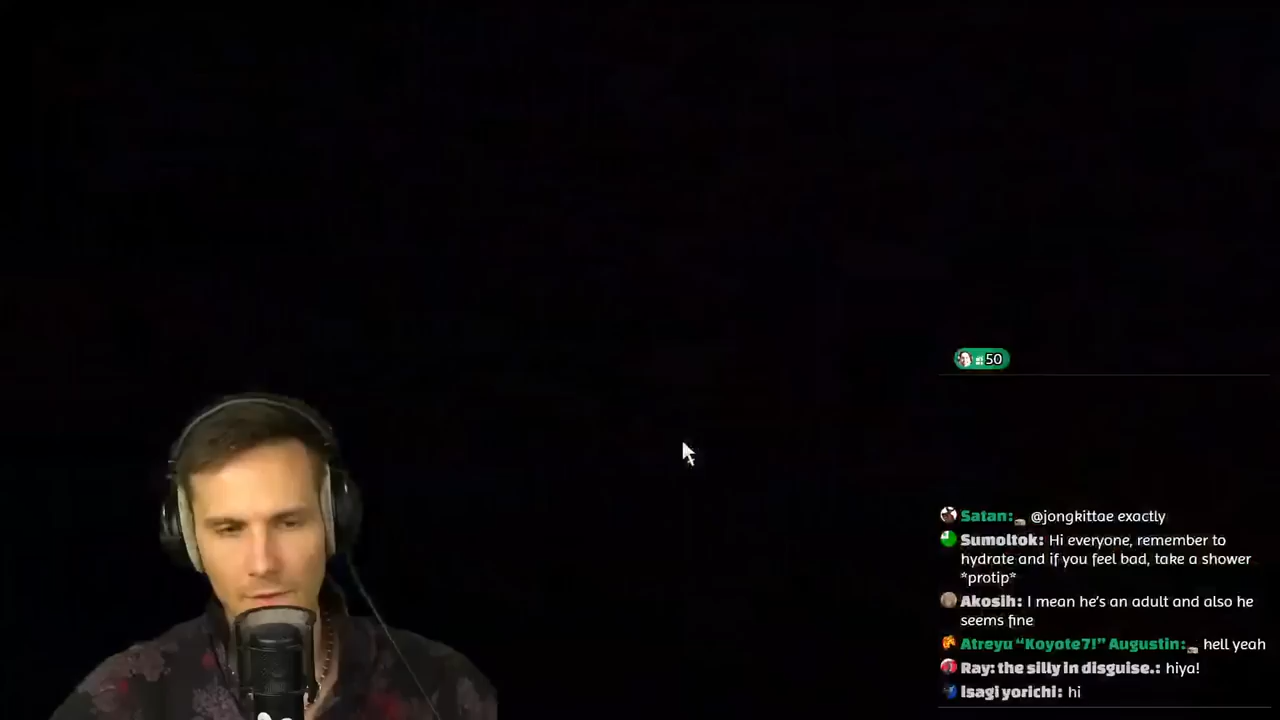 50
Satan: @jongkittae exactly
Sumoltok: Hi everyone, remember to
hydrate and if you feel bad, take a shower
*protip*
Akosih: I mean he's an adult and also he
seems fine
Atreyu “Koyote7!” Augustin: hell yeah
Ray: the silly in disguise.: hiya!
Isagi yorichi: hi